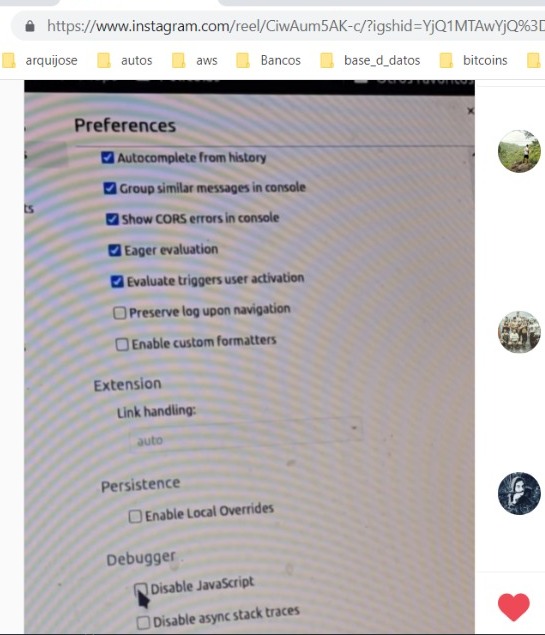 https://www.instagram.com/reel/CiwAum5AK-c/?igshid=YjQ1MTAwYjQ%3D
arquijose autos aws Bancos base_d_datos bitcoins
Otros favoritos
Preferences
Autocomplete from history
Group similar messages in console
ts
Show CORS errors in console
Eager evaluation
Evaluate triggers user activation
Preserve log upon navigation
Enable custom formatters
Extension
Link handling:
auto
Persistence
Enable Local Overrides
Debugger
Disable JavaScript
Disable async stack traces